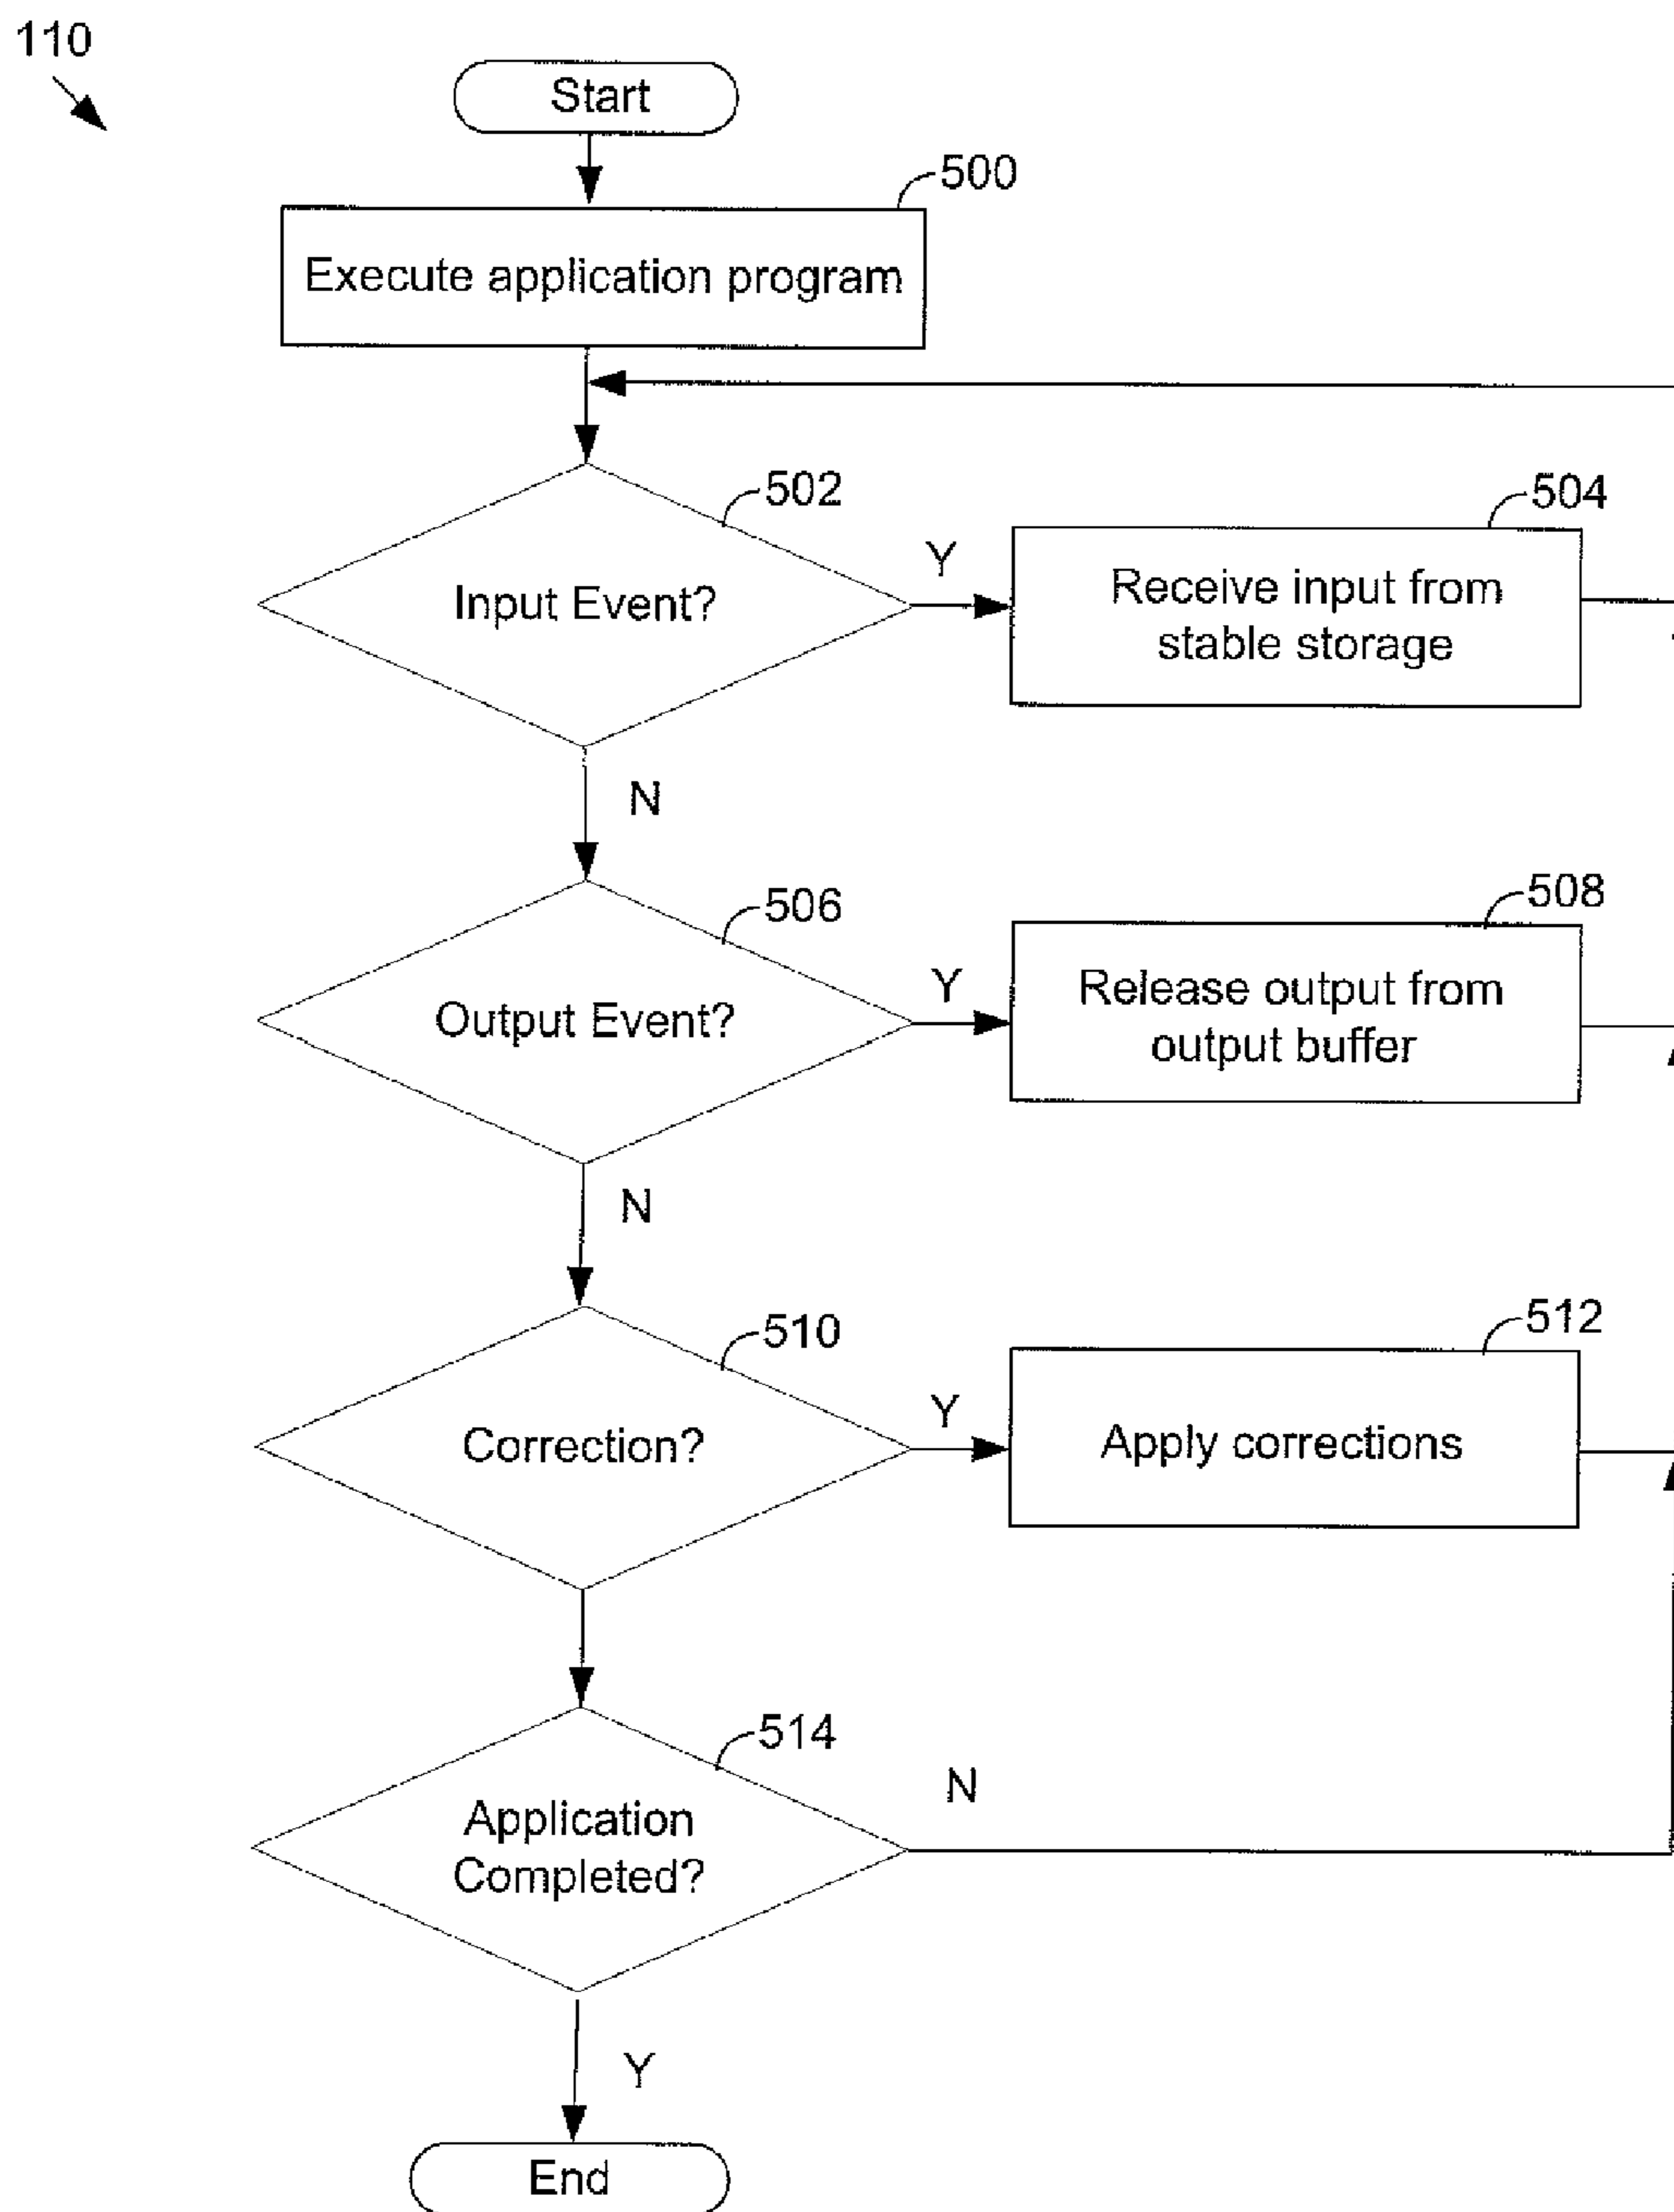 110
Start
500
Execute application program
502
504
Y
Input Event?
Receive input from
stable storage
N
506
508
Y
Output Event?
Release output from
output buffer
N
510
512
Y
Correction?
Apply corrections
514
N
Application
Completed?
Y
End